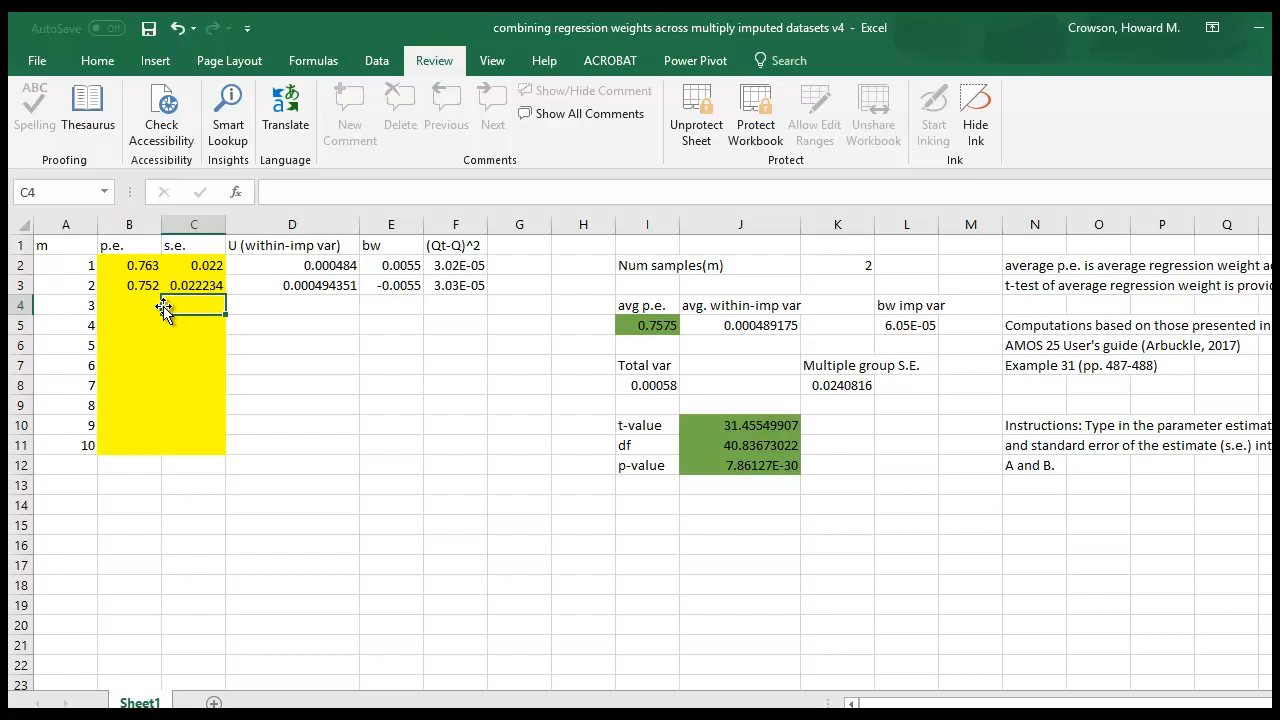 AutoSave Off combining regression weights across multiply imputed datasets v4 - Excel Crowson, Howard M.
File Home Insert Page Layout Formulas Data Review View Help ACROBAT Power Pivot Search
ABC Show/Hide Comment
Show All Comments
Spelling Thesaurus Check Accessibility Smart Lookup Translate New Comment Delete Previous Next Unprotect Sheet Protect Workbook Allow Edit Ranges Unshare Workbook Start Inking Hide Ink
Proofing Accessibility Insights Language Comments Protect Ink
C4 fx
A B C D E F G H I J K L M N O P Q
1 m p.e. s.e. U (within-imp var) bw (Qt-Q)^2
2 1 0.763 0.022 0.000484 0.0055 3.02E-05 Num samples(m) 2 average p.e. is average regression weight
3 2 0.752 0.022234 0.000494351 -0.0055 3.03E-05 t-test of average regression weight is
4 3 avg p.e. avg. within-imp var bw imp var
5 4 0.7575 0.000489175 6.05E-05 Computations based on those presented in
6 5 AMOS 25 User's guide (Arbuckle, 2017)
7 6 Total var Multiple group S.E. Example 31 (pp. 487-488)
8 7 0.00058 0.0240816
9 8
10 9 t-value 31.45549907 Instructions: Type in the parameter
11 10 df 40.83673022 and standard error of the estimate (s.e.)
12 p-value 7.86127E-30 A and B.
13
14
15
16
17
18
19
20
21
22
23
Sheet1